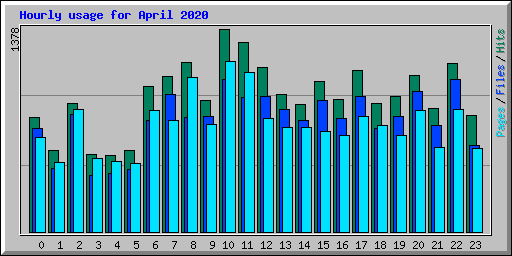 Hourly usage for April 2020
1378
Pages/Files/Hits
0 1 2 3 4 5 6 7 8 9 10 11 12 13 14 15 16 17 18 19 20 21 22 23